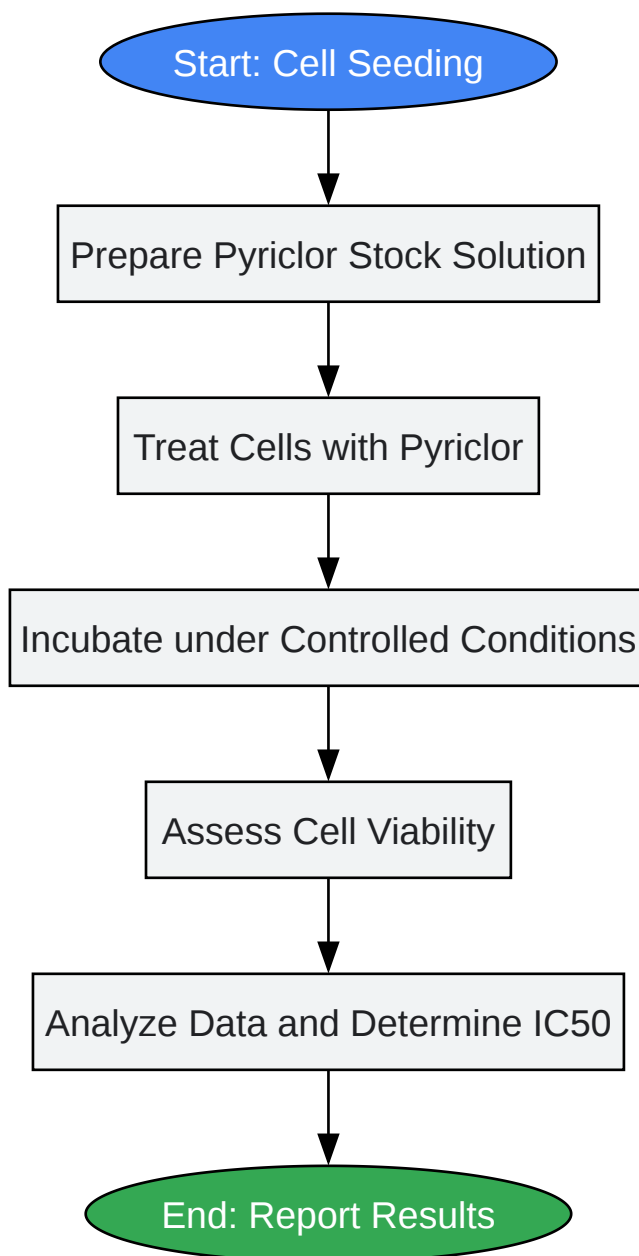 Start: Cell Seeding
Prepare Pyriclor Stock Solution
Treat Cells with Pyriclor
Incubate under Controlled Conditions
Assess Cell Viability
Analyze Data and Determine IC50
End: Report Results